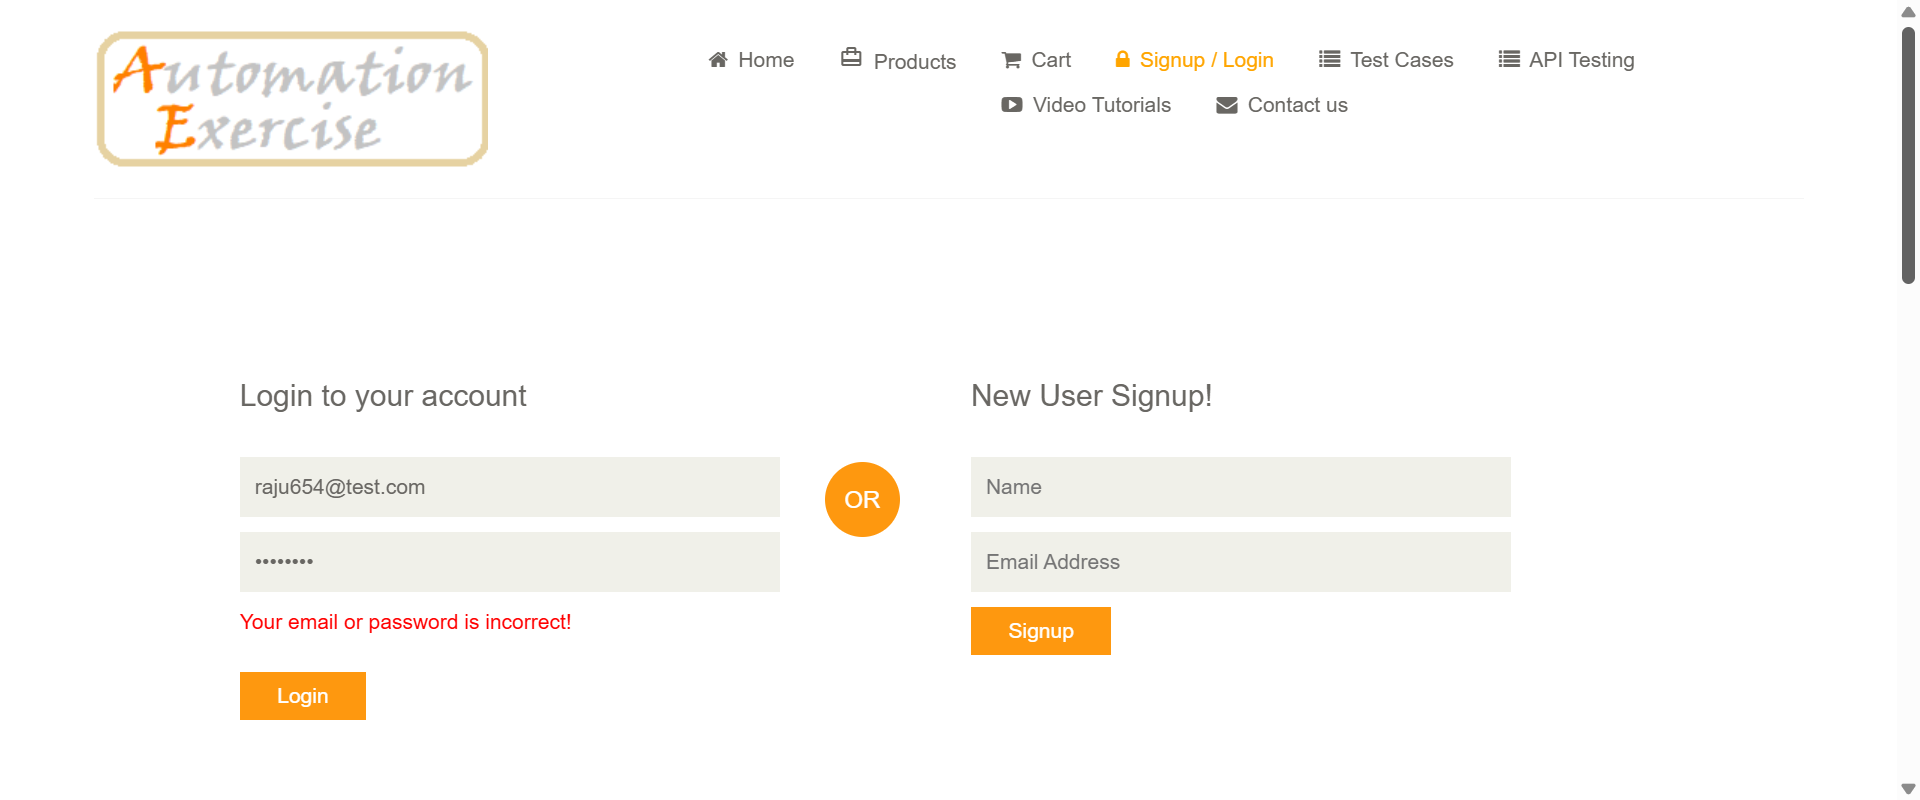 Automation
Exercise
Home
Products
Cart
Signup / Login
Test Cases
API Testing
Video Tutorials
Contact us
Login to your account
raju654@test.com
••••••••
Your email or password is incorrect!
Login
OR
New User Signup!
Name
Email Address
Signup